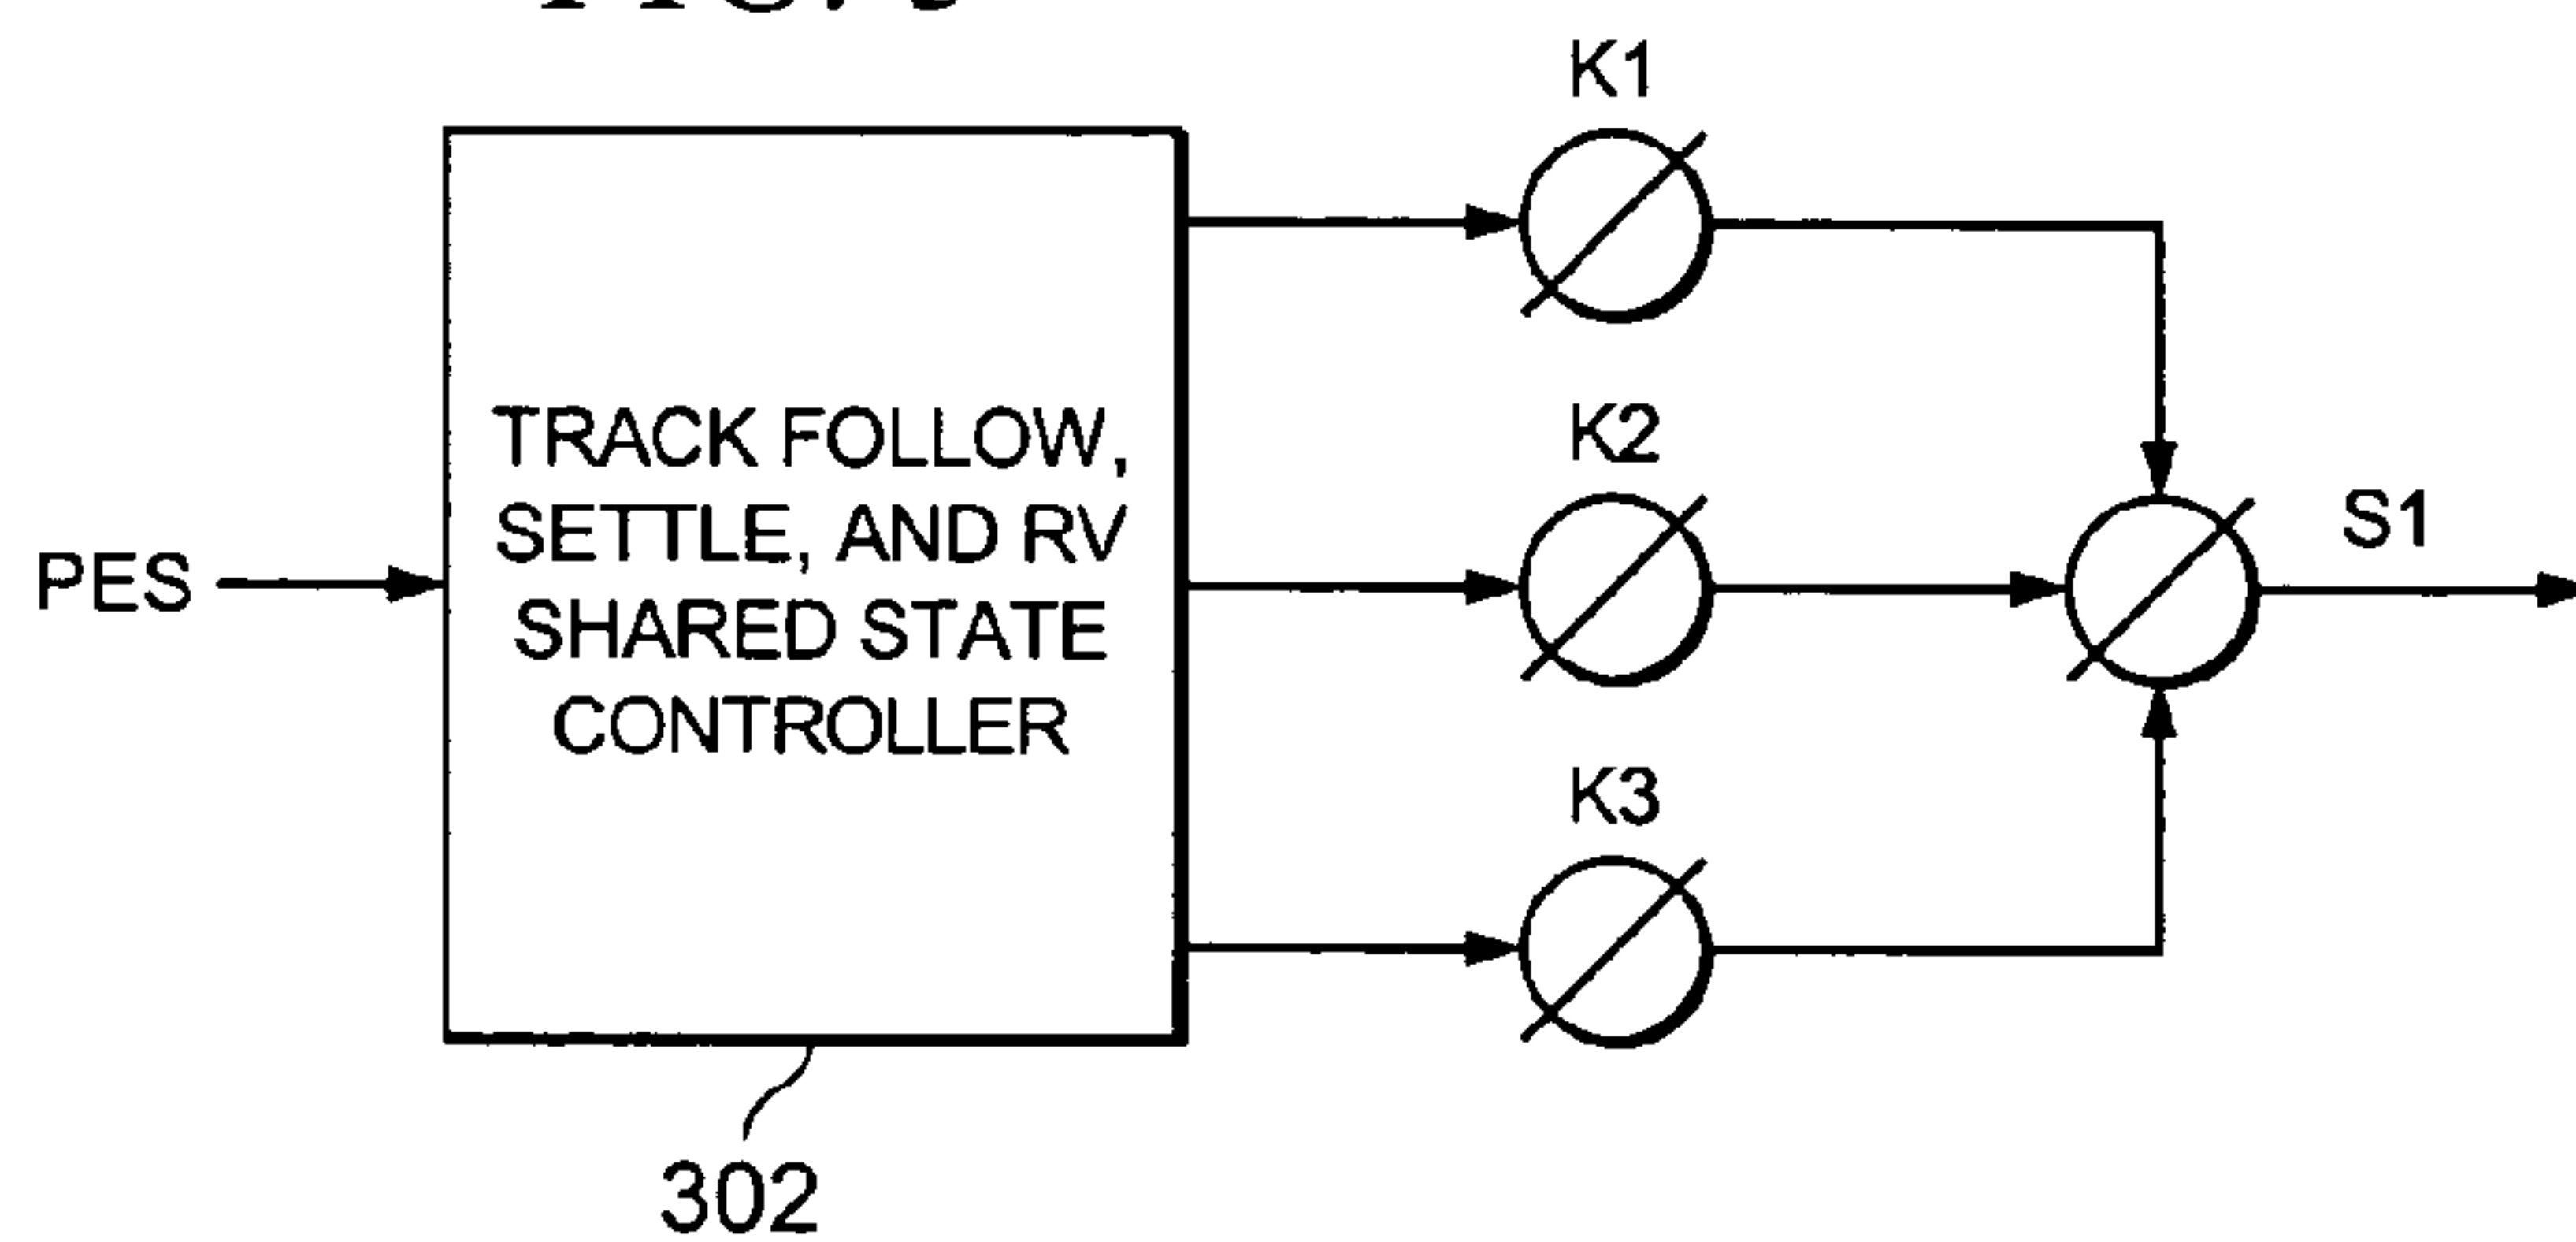 K1
TRACK FOLLOW,
SETTLE, AND RV
SHARED STATE
CONTROLLER
K2
S1
PES
K3
302